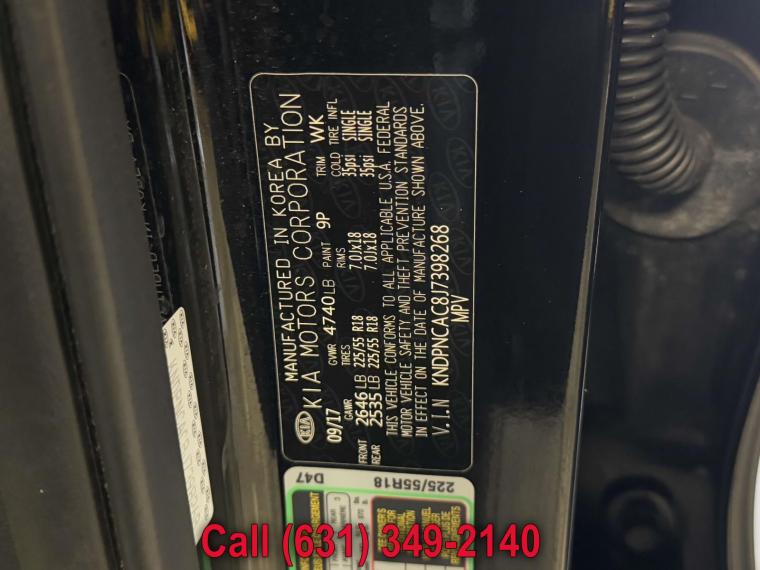 KIA
MANUFACTURED IN KOREA BY
KIA MOTORS CORPORATION
09/17 GVWR 4740LB PAINT 9P TRIM WK
GAWR TIRES RIMS COLD TIRE INFL
FRONT 2646LB 225/55 R18 7.0Jx18 35psi SINGLE
REAR 2535LB 225/55 R18 7.0Jx18 35psi SINGLE
THIS VEHICLE CONFORMS TO ALL APPLICABLE U.S.A. FEDERAL
MOTOR VEHICLE SAFETY AND THEFT PREVENTION STANDARDS
IN EFFECT ON THE DATE OF MANUFACTURE SHOWN ABOVE.
V.I.N KNDPNCAC8J7398268
MPV
D47
225/55R18
Call (631) 349-2140